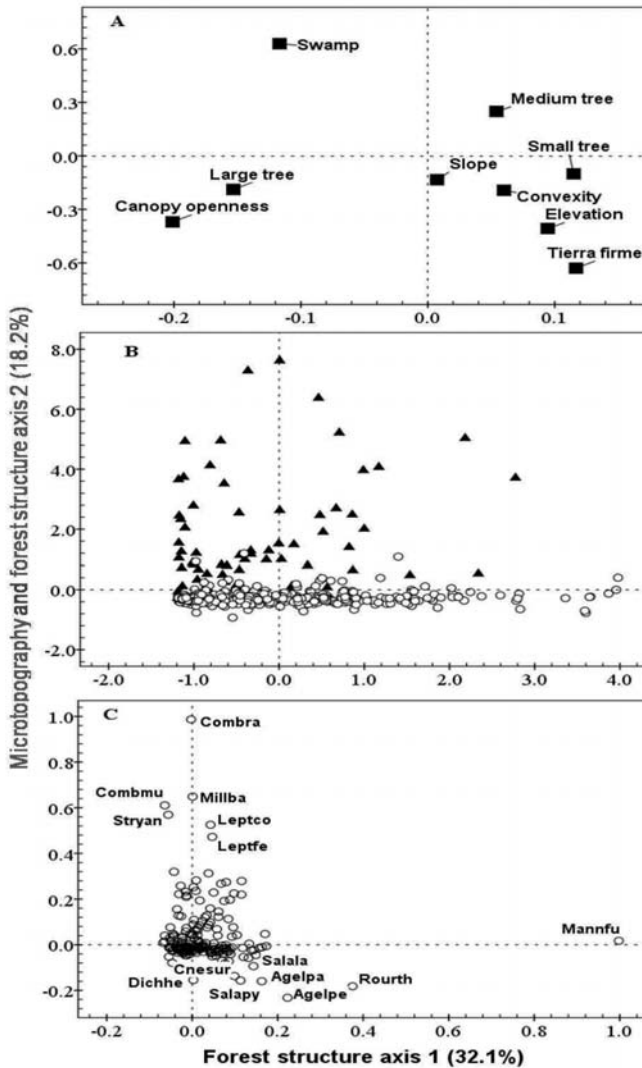 Microtopography and forest structure axis 2 (18.2%)
A
0.6
0.3
0.0
-0.3
-0.6
Swamp
Medium tree
Small tree
Slope
Large tree
Convexity
Canopy openness
Elevation
Tierra firme
-0.2 -0.1 0.0 0.1
B
8.0
6.0
4.0
2.0
0.0
-2.0
-2.0 -1.0 0.0 1.0 2.0 3.0 4.0
C
1.0
0.8
0.6
0.4
0.2
0.0
-0.2
Combra
Combmu
Millba
Stryan
Leptco
Leptfe
Mannfu
Cnesur
Salala
Dichhe
Agelpa
Rourth
Salapy
Agelpe
-0.2 0.0 0.2 0.4 0.6 0.8 1.0
Forest structure axis 1 (32.1%)